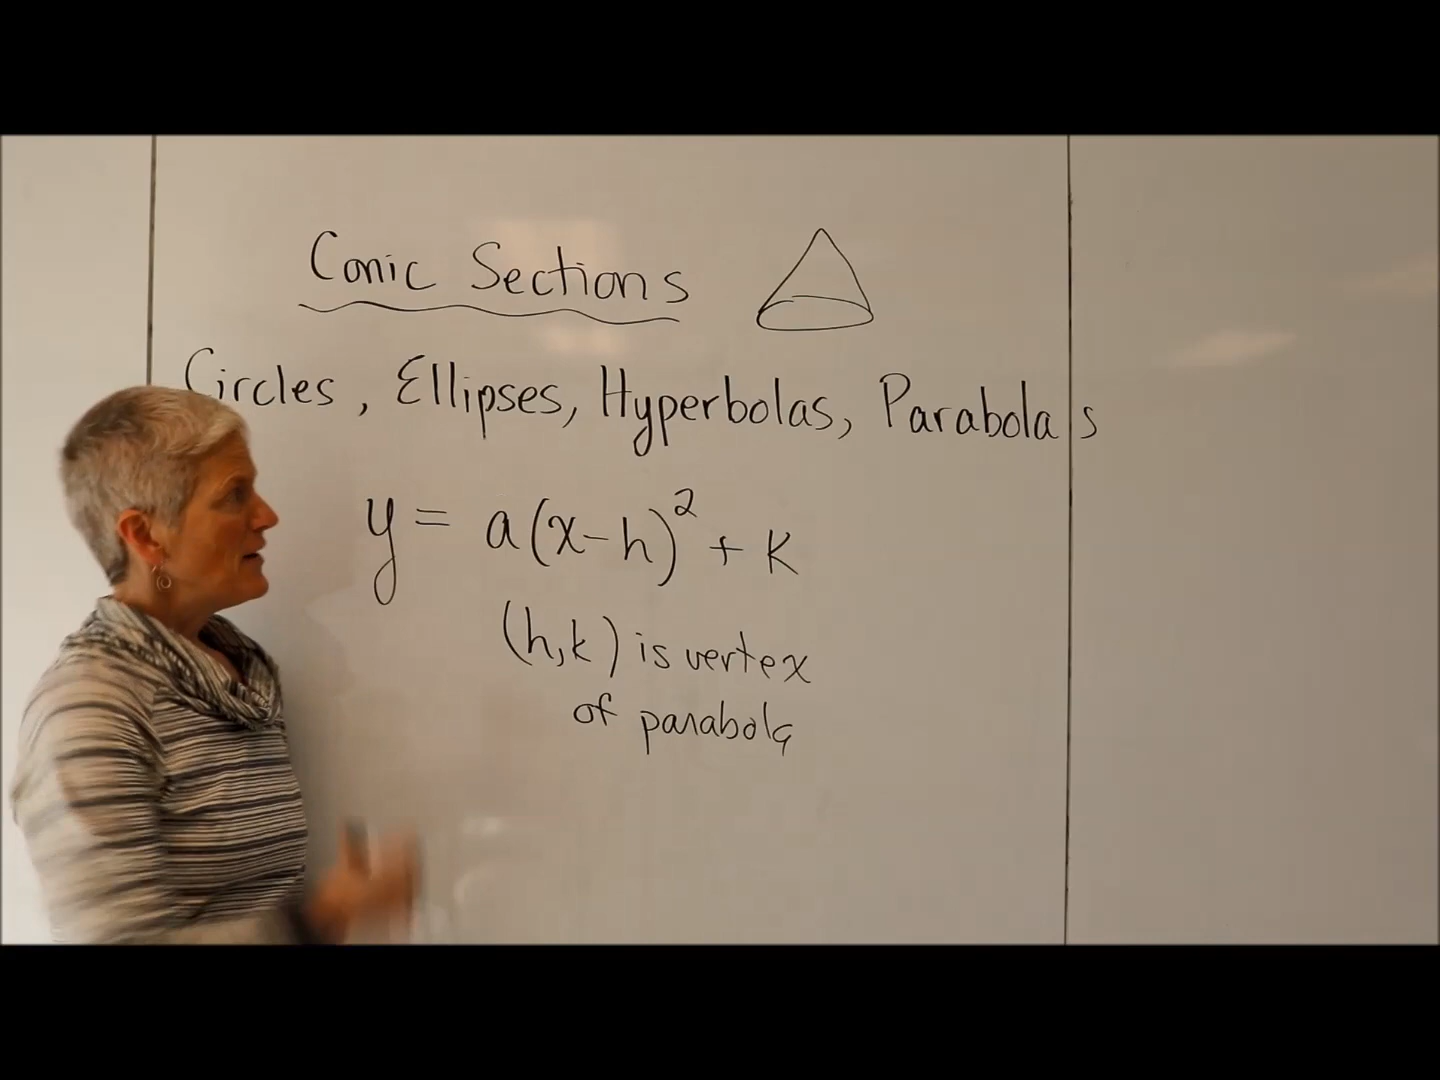 Conic Sections
Circles, Ellipses, Hyperbolas, Parabolas
y = a(x-h)² + k
(h,k) is vertex
of parabola